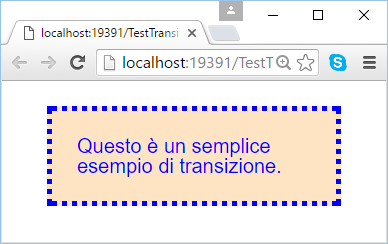 localhost:19391/TestTransi
localhost:19391/TestT
Questo è un semplice
esempio di transizione.